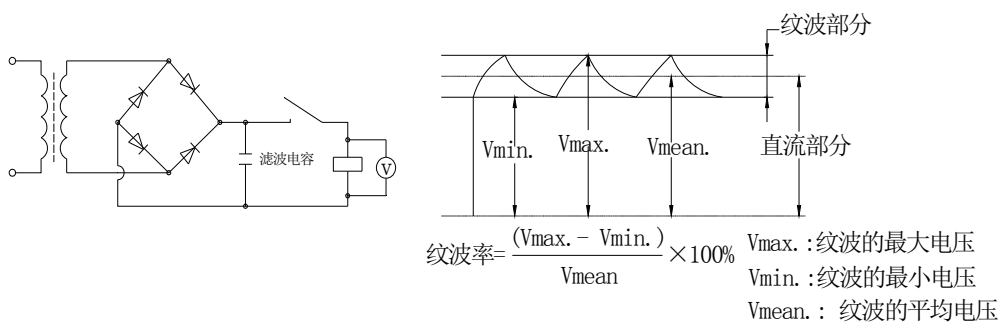 纹波部分
滤波电容
V
Vmin.
Vmax.
Vmean.
直流部分
纹波率=(Vmax.- Vmin.)/Vmean×100%
Vmax.:纹波的最大电压
Vmin.:纹波的最小电压
Vmean.: 纹波的平均电压